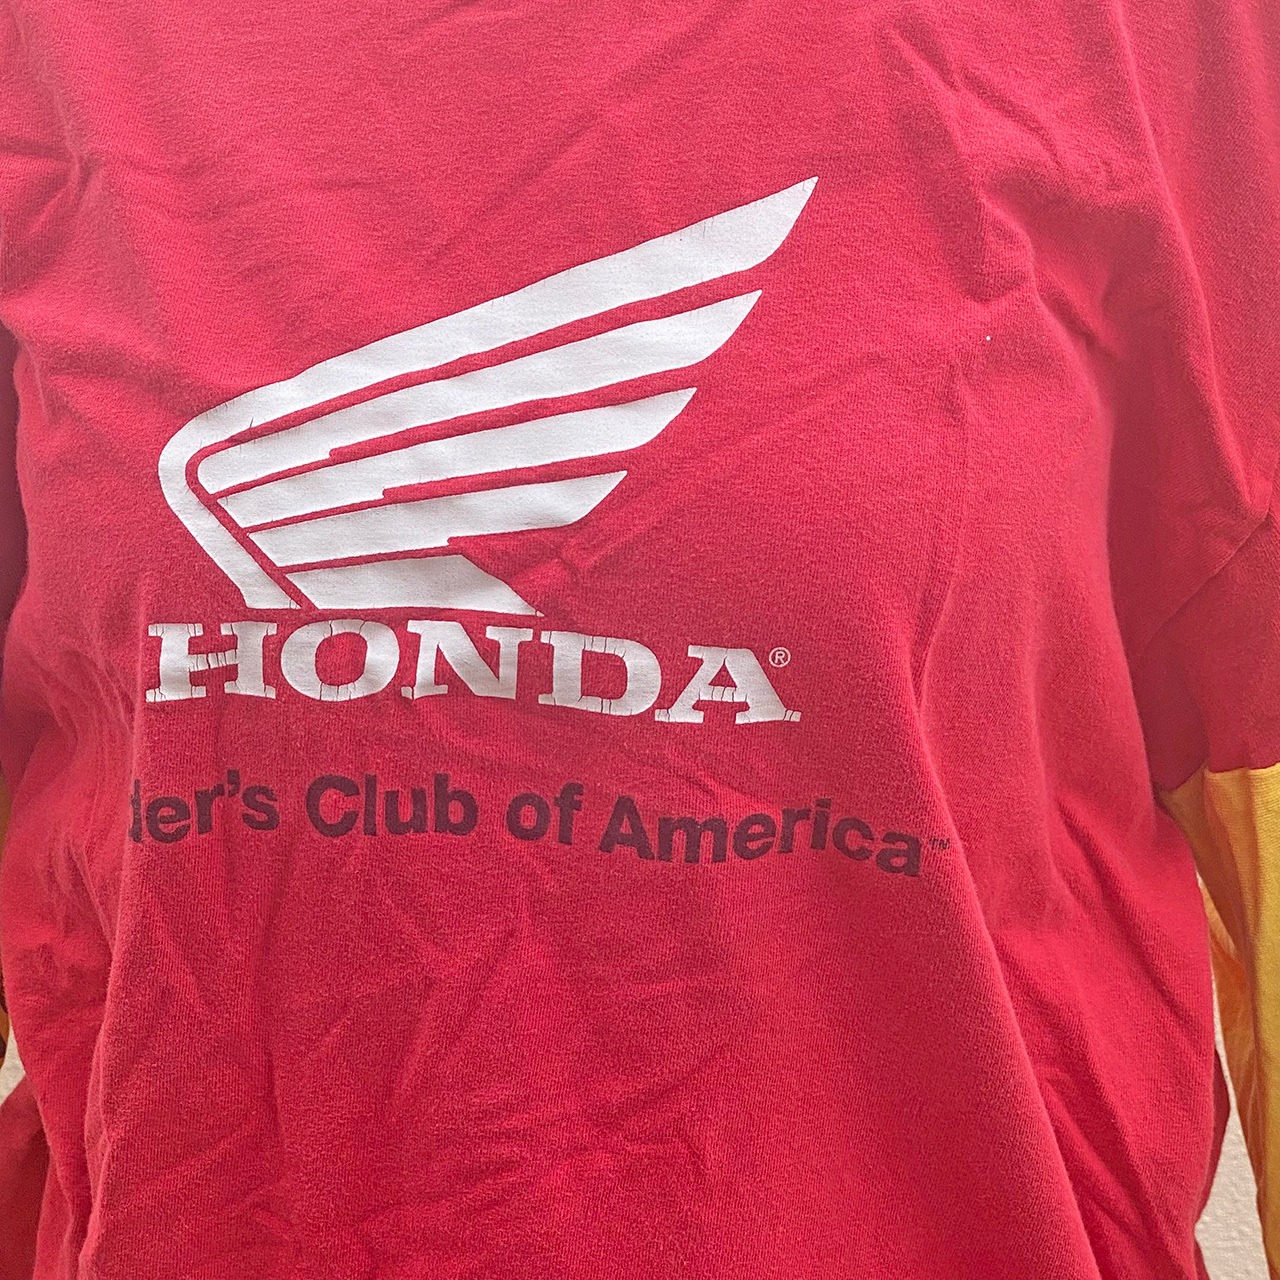 HONDA®
der's Club of America™